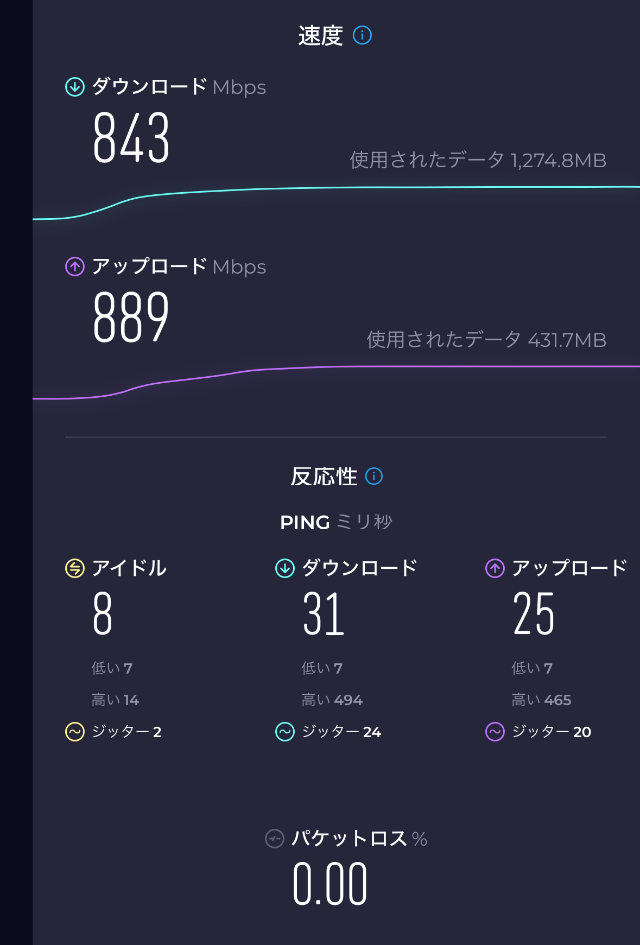 速度
ダウンロード Mbps
843
使用されたデータ 1,274.8MB
アップロード Mbps
889
使用されたデータ 431.7MB
反応性
PING ミリ秒
アイドル
8
低い 7
高い 14
ジッター 2
ダウンロード
31
低い 7
高い 494
ジッター 24
アップロード
25
低い 7
高い 465
ジッター 20
パケットロス %
0.00